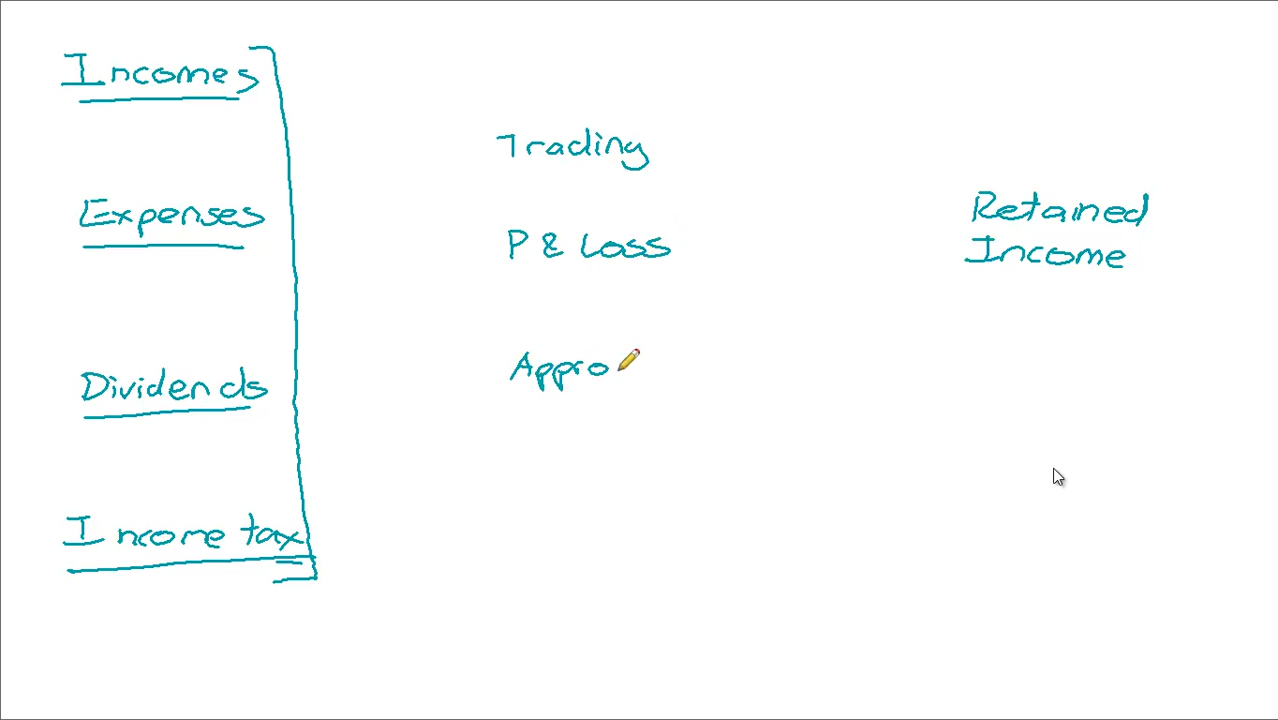 Incomes
Expenses
Dividends
Income tax
Trading
P & Loss
Appro
Retained
Income